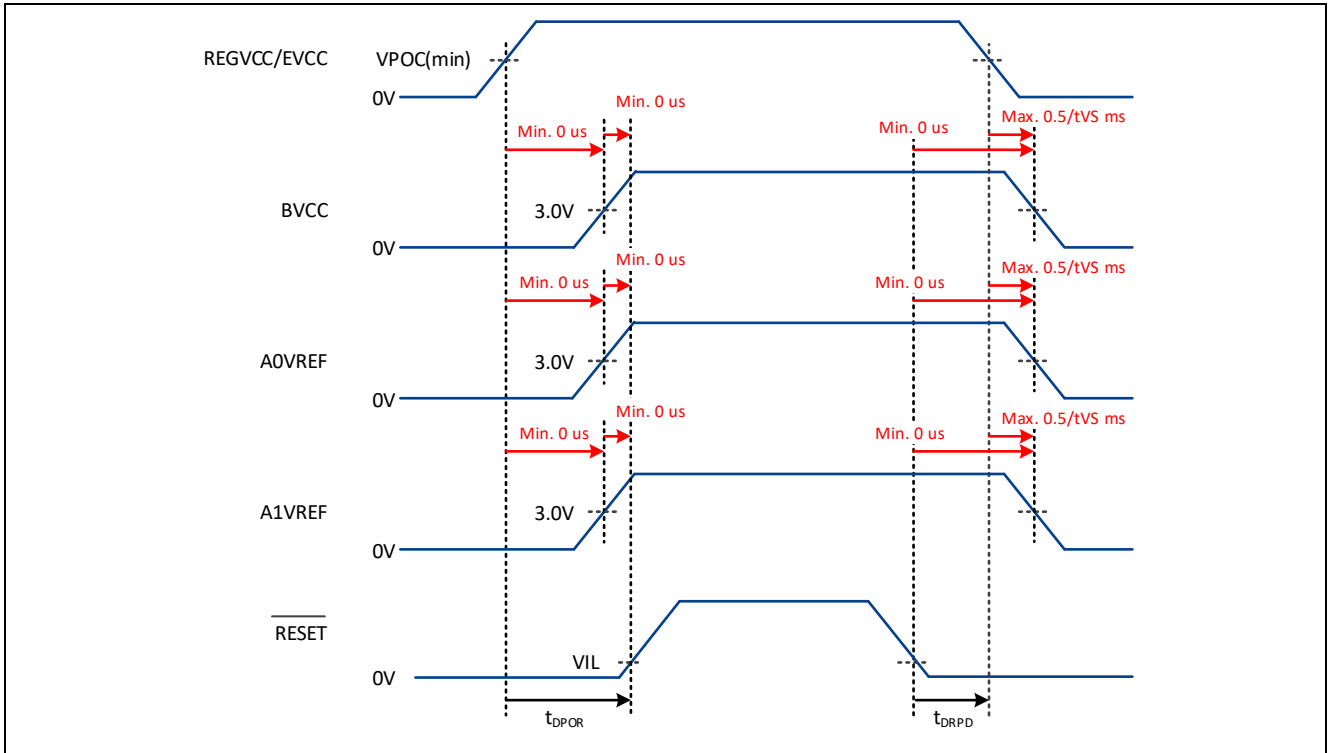 REGVCC/EVCC
VPOC(min)
0V
Min. 0 us
Min. 0 us
Min. 0 us
Max. 0.5/tVS ms
BVCC
3.0V
0V
Min. 0 us
Min. 0 us
Min. 0 us
Max. 0.5/tVS ms
A0VREF
3.0V
0V
Min. 0 us
Min. 0 us
Min. 0 us
Max. 0.5/tVS ms
A1VREF
3.0V
0V
RESET
VIL
0V
tDPOR
tDRPD